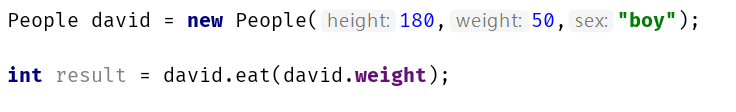 People david = new People( height: 180, weight: 50, sex: "boy");
int result = david.eat(david.weight);